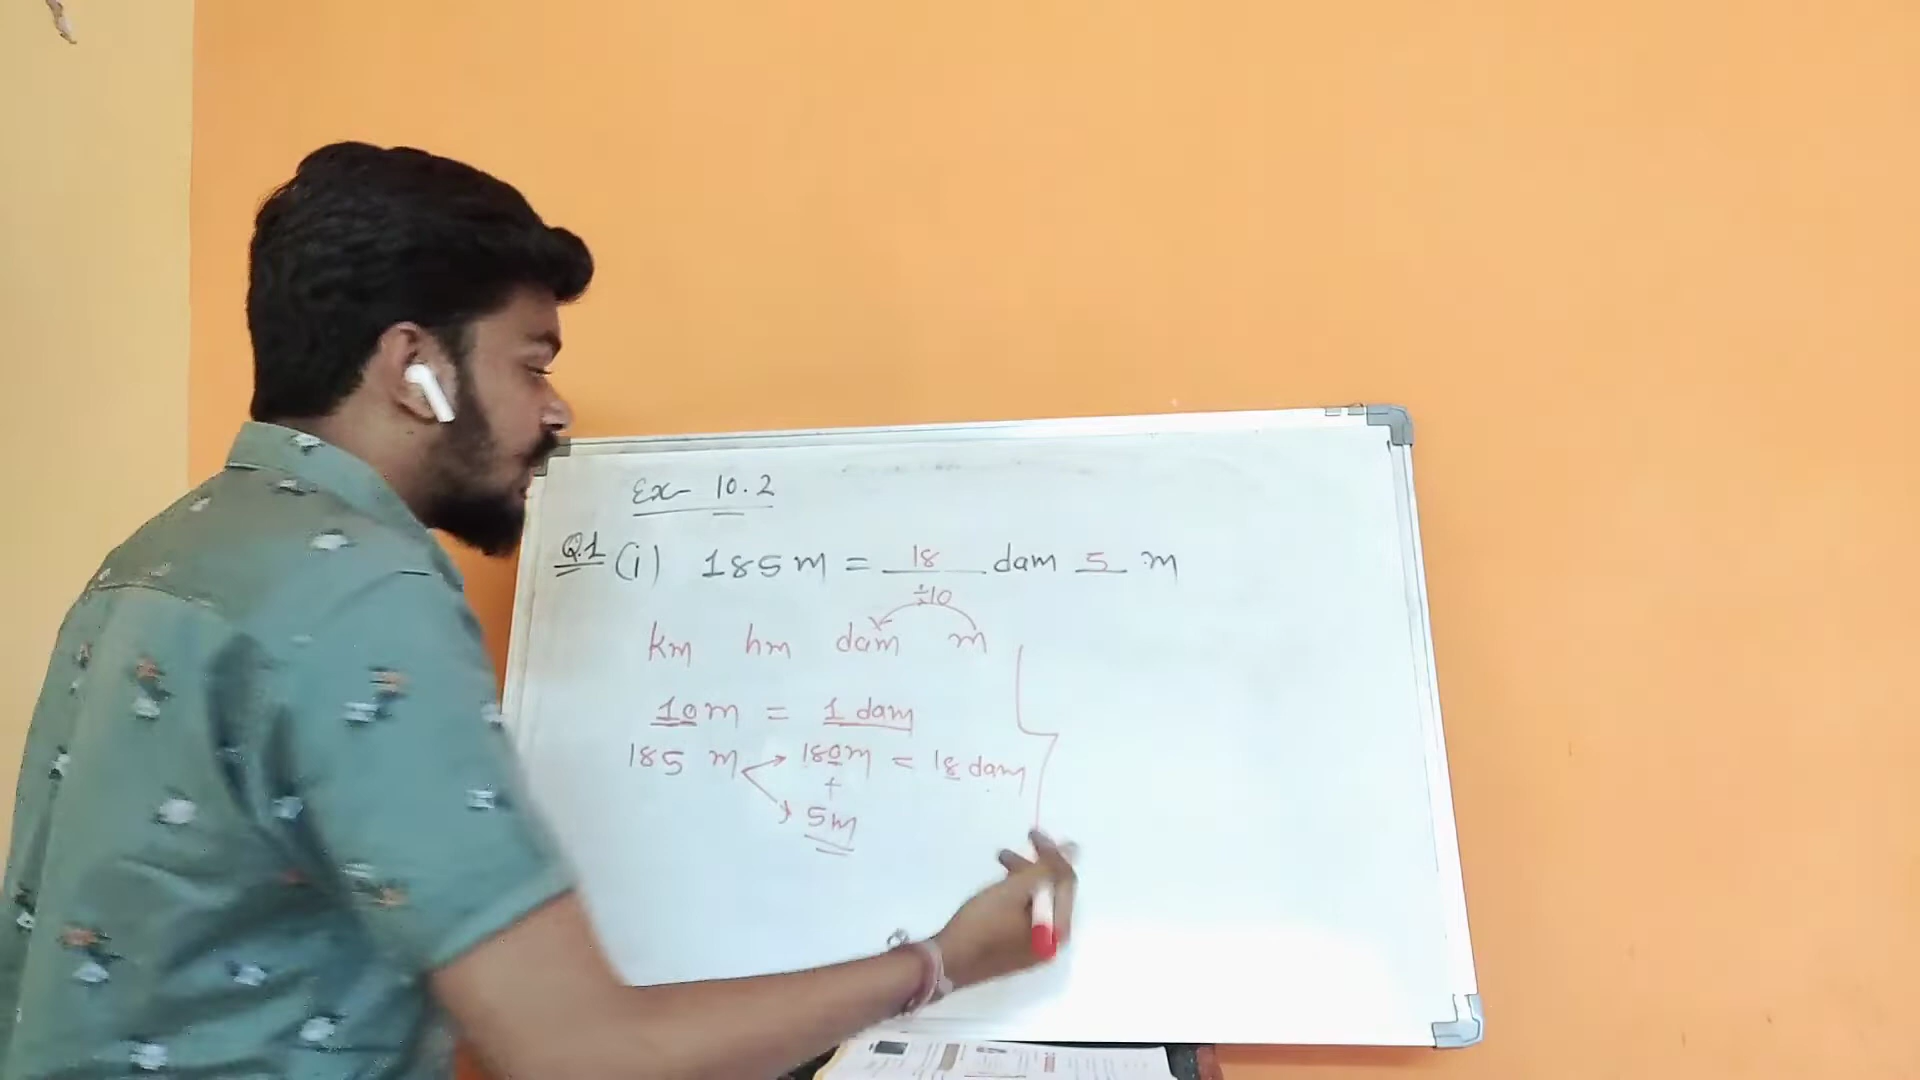 Ex- 10.2
Q.1 (i) 185 m = 18 dam 5 m
÷10
km hm dam m
10m = 1 dam
185 m → 180m = 18 dam
+
5m